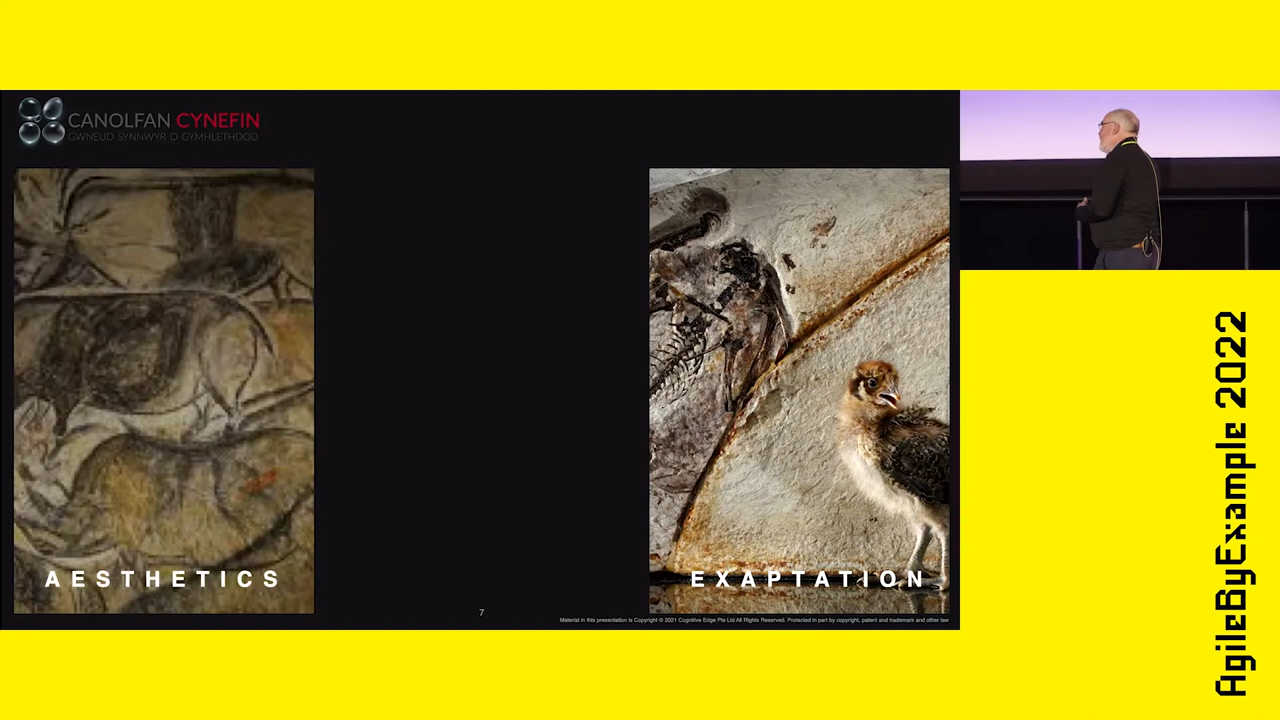 CANOLFAN CYNEFIN
GWNEUD SYNNWYR O GYMHLETHDOD
AESTHETICS
EXAPTATION
7
Material in this presentation is Copyright © 2021 Cognitive Edge Pte Ltd All Rights Reserved. Protected in part by copyright, patent and trademark and other law
AgileByExample 2022